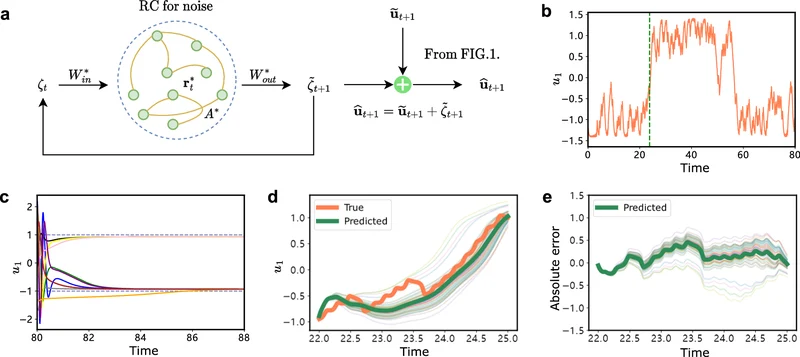 a
RC for noise
ζ_t
W*_in
r*_t
A*
W*_out
ζ̃_{t+1}
ũ_{t+1}
From FIG.1.
+
û_{t+1}
û_{t+1} = ũ_{t+1} + ζ̃_{t+1}
b
u₁
1.5
1.0
0.5
0.0
−0.5
−1.0
−1.5
0 20 40 60 80
Time
c
u₁
2
1
0
−1
−2
80 82 84 86 88
Time
d
True
Predicted
u₁
1.0
0.5
0.0
−0.5
−1.0
22.0 22.5 23.0 23.5 24.0 24.5 25.0
Time
e
Predicted
Absolute error
1.5
1.0
0.5
0.0
−0.5
−1.0
−1.5
22.0 22.5 23.0 23.5 24.0 24.5 25.0
Time